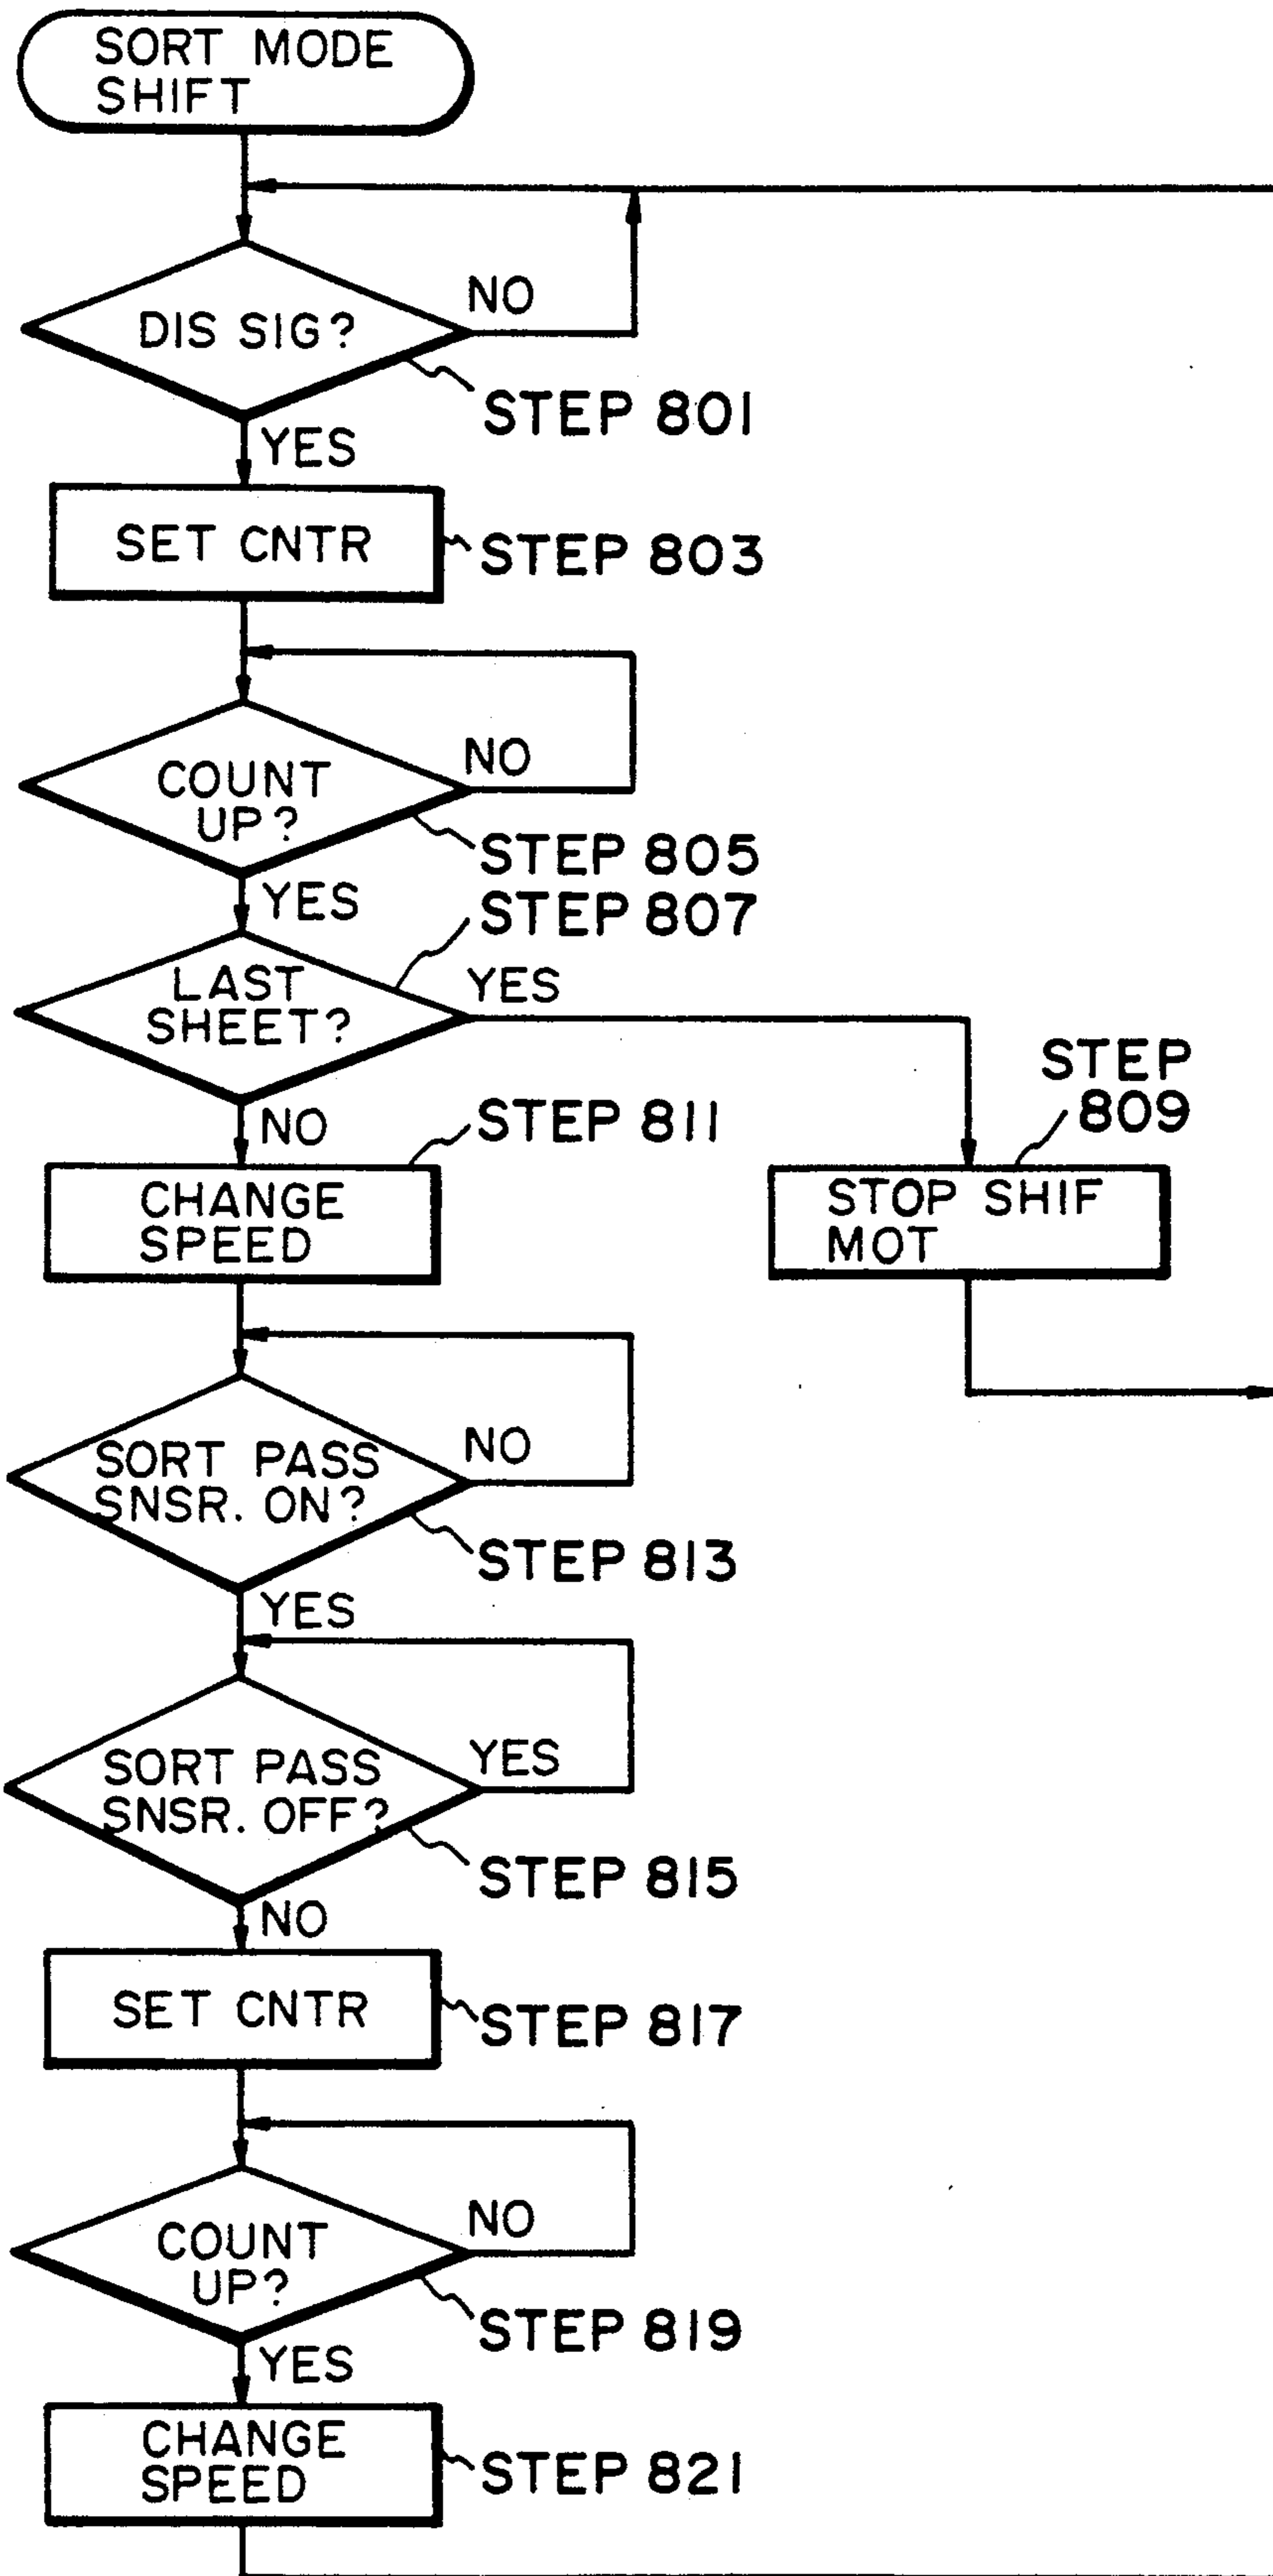 SORT MODE
SHIFT
DIS SIG?
NO
STEP 801
YES
SET CNTR
STEP 803
COUNT
UP?
NO
STEP 805
YES
STEP 807
LAST
SHEET?
YES
STEP
809
NO
STEP 811
CHANGE
SPEED
STOP SHIF
MOT
SORT PASS
SNSR. ON?
NO
STEP 813
YES
SORT PASS
SNSR. OFF?
YES
STEP 815
NO
SET CNTR
STEP 817
COUNT
UP?
NO
STEP 819
YES
CHANGE
SPEED
STEP 821